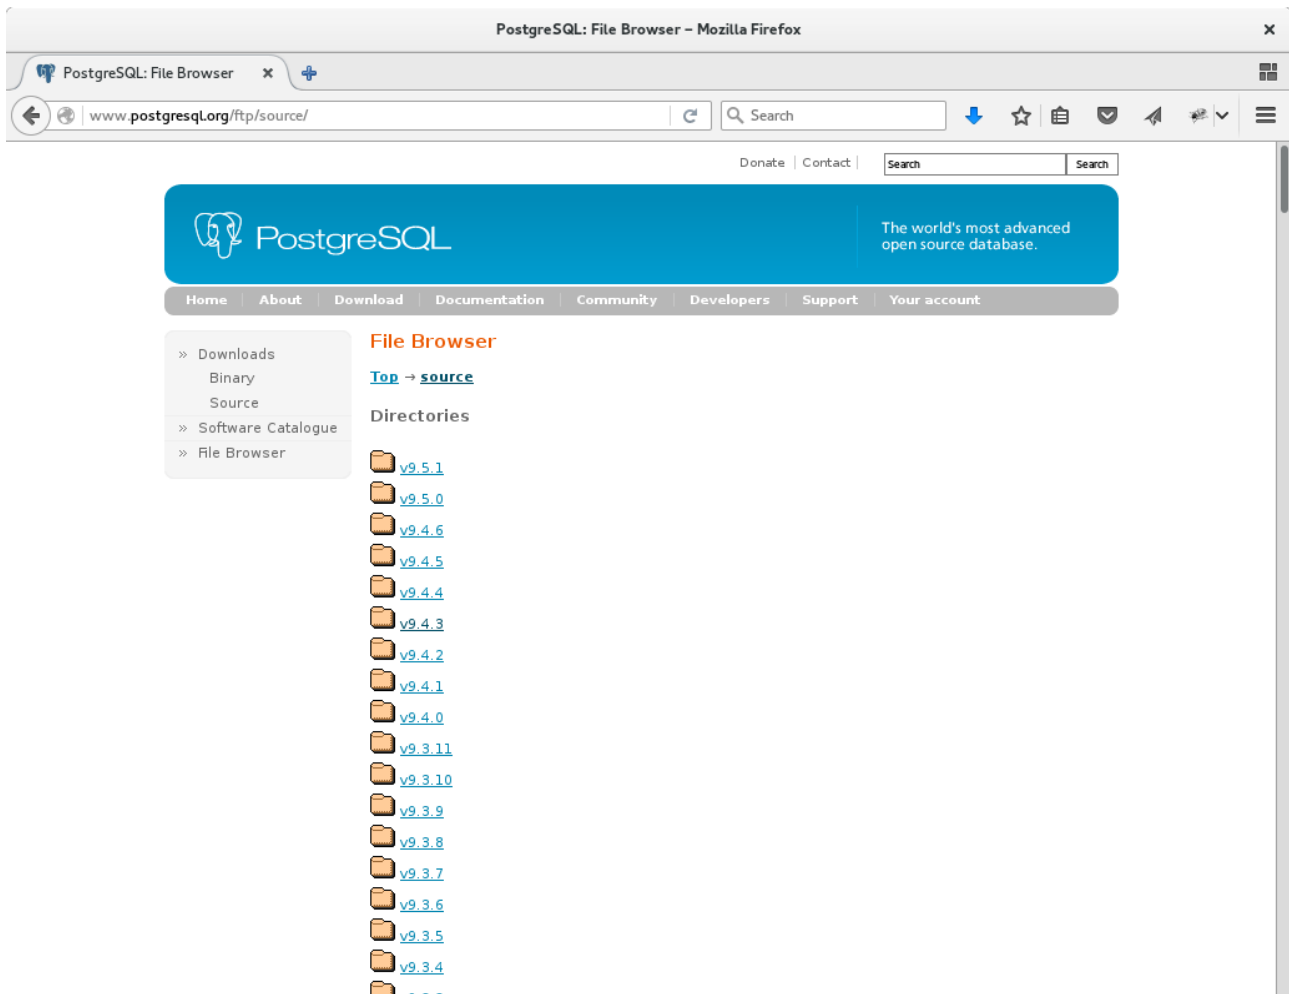 PostgreSQL: File Browser – Mozilla Firefox
PostgreSQL: File Browser
www.postgresql.org/ftp/source/
Search
Donate | Contact |
Search
Search
PostgreSQL
The world's most advanced
open source database.
Home | About | Download | Documentation | Community | Developers | Support | Your account
» Downloads
Binary
Source
» Software Catalogue
» File Browser
File Browser
Top → source
Directories
v9.5.1
v9.5.0
v9.4.6
v9.4.5
v9.4.4
v9.4.3
v9.4.2
v9.4.1
v9.4.0
v9.3.11
v9.3.10
v9.3.9
v9.3.8
v9.3.7
v9.3.6
v9.3.5
v9.3.4